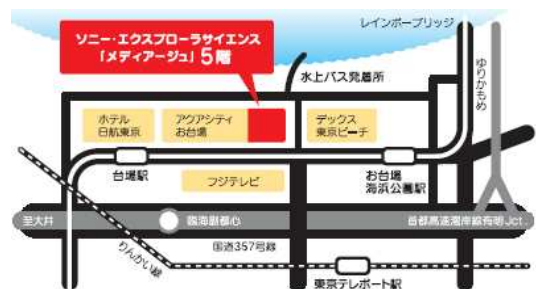 レインボーブリッジ
ソニー・エクスプローラサイエンス
「メディアージュ」5階
ゆりかもめ
水上バス発着所
ホテル
日航東京
アクアシティ
お台場
デックス
東京ビーチ
台場駅
お台場
海浜公園駅
フジテレビ
至大井
臨海副都心
首都高速湾岸線有明Jct.
りんかい線
国道357号線
東京テレポート駅